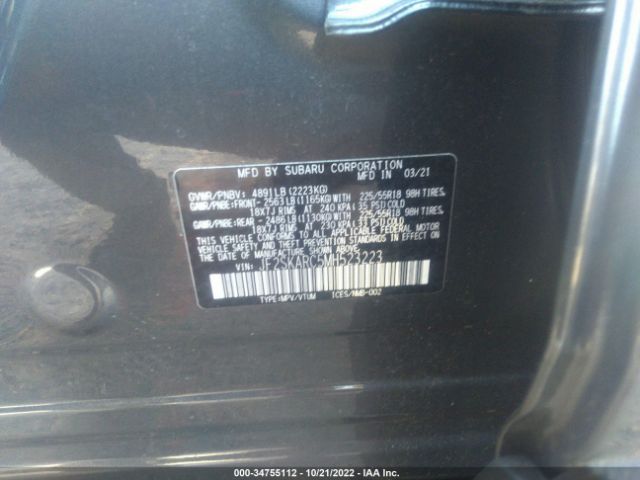 MFD BY SUBARU CORPORATION
MFD IN 03/21
GVWR/PNBV: 4891LB(2223KG)
GAWR/PNBE:FRONT- 2563LB(1165KG)WITH 225/55R18 98H TIRES,
18X7J RIMS AT 240 KPA(35 PSI)COLD
GAWR/PNBE:REAR - 2486LB(1130KG)WITH 225/55R18 98H TIRES,
18X7J RIMS AT 230 KPA(33 PSI)COLD
THIS VEHICLE CONFORMS TO ALL APPLICABLE FEDERAL MOTOR
VEHICLE SAFETY AND THEFT PREVENTION STANDARDS IN EFFECT ON
THE DATE OF MANUFACTURE SHOWN ABOVE.
VIN: JF2SKARC5MH523223
TYPE:MPV/VTUM TCES/NMB-002
000-34755112 - 10/21/2022 - IAA Inc.